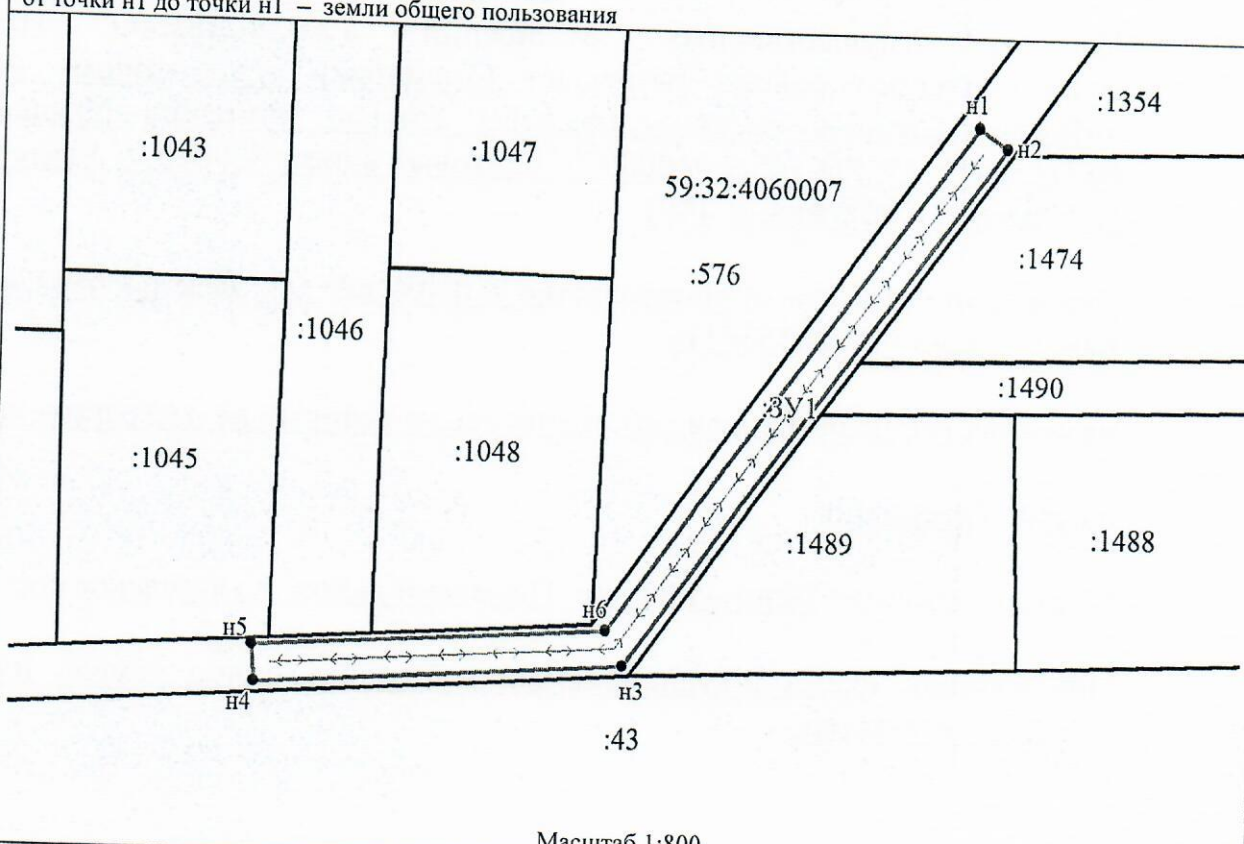 от точки н1 до точки н1 – земли общего пользования
:1354
н1
:1043
:1047
н2
59:32:4060007
:1474
:576
:1046
:1490
:ЗУ1
:1045
:1048
:1489
:1488
н6
н5
н3
н4
:43
Масштаб 1:800